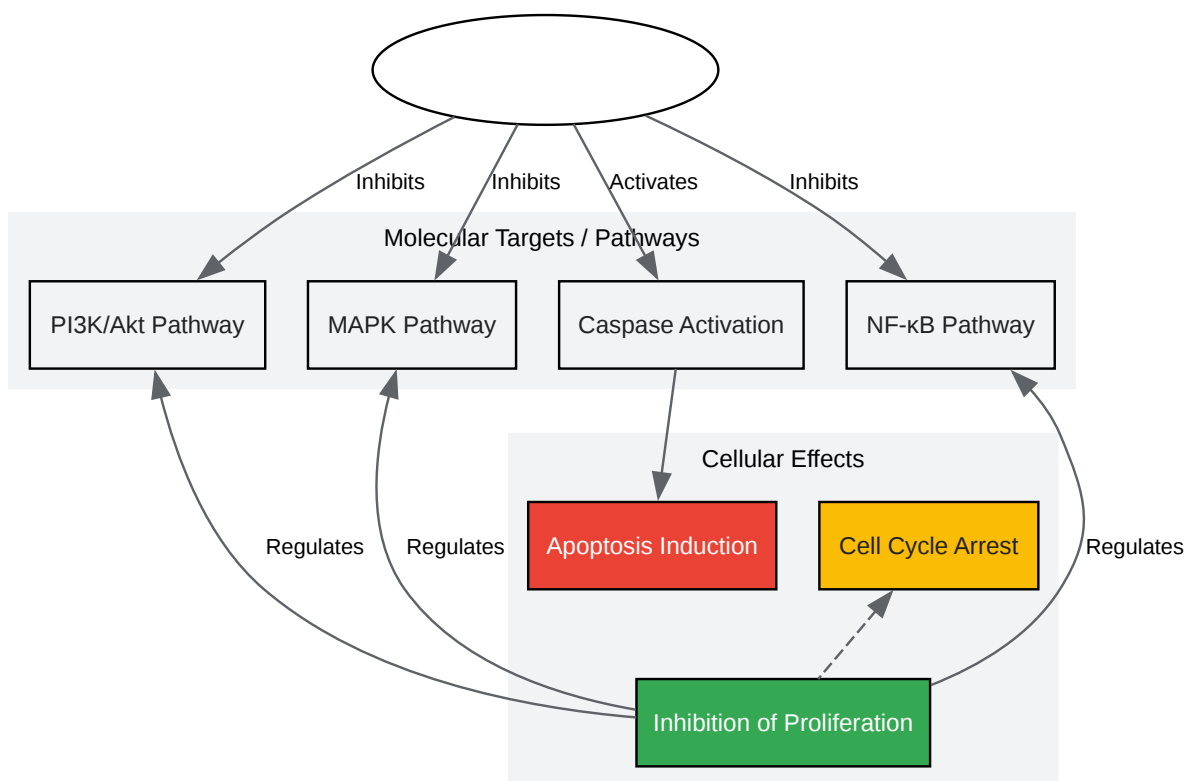 Inhibits
Inhibits
Activates
Inhibits
Molecular Targets / Pathways
PI3K/Akt Pathway
MAPK Pathway
Caspase Activation
NF-κB Pathway
Cellular Effects
Apoptosis Induction
Cell Cycle Arrest
Regulates
Regulates
Regulates
Inhibition of Proliferation